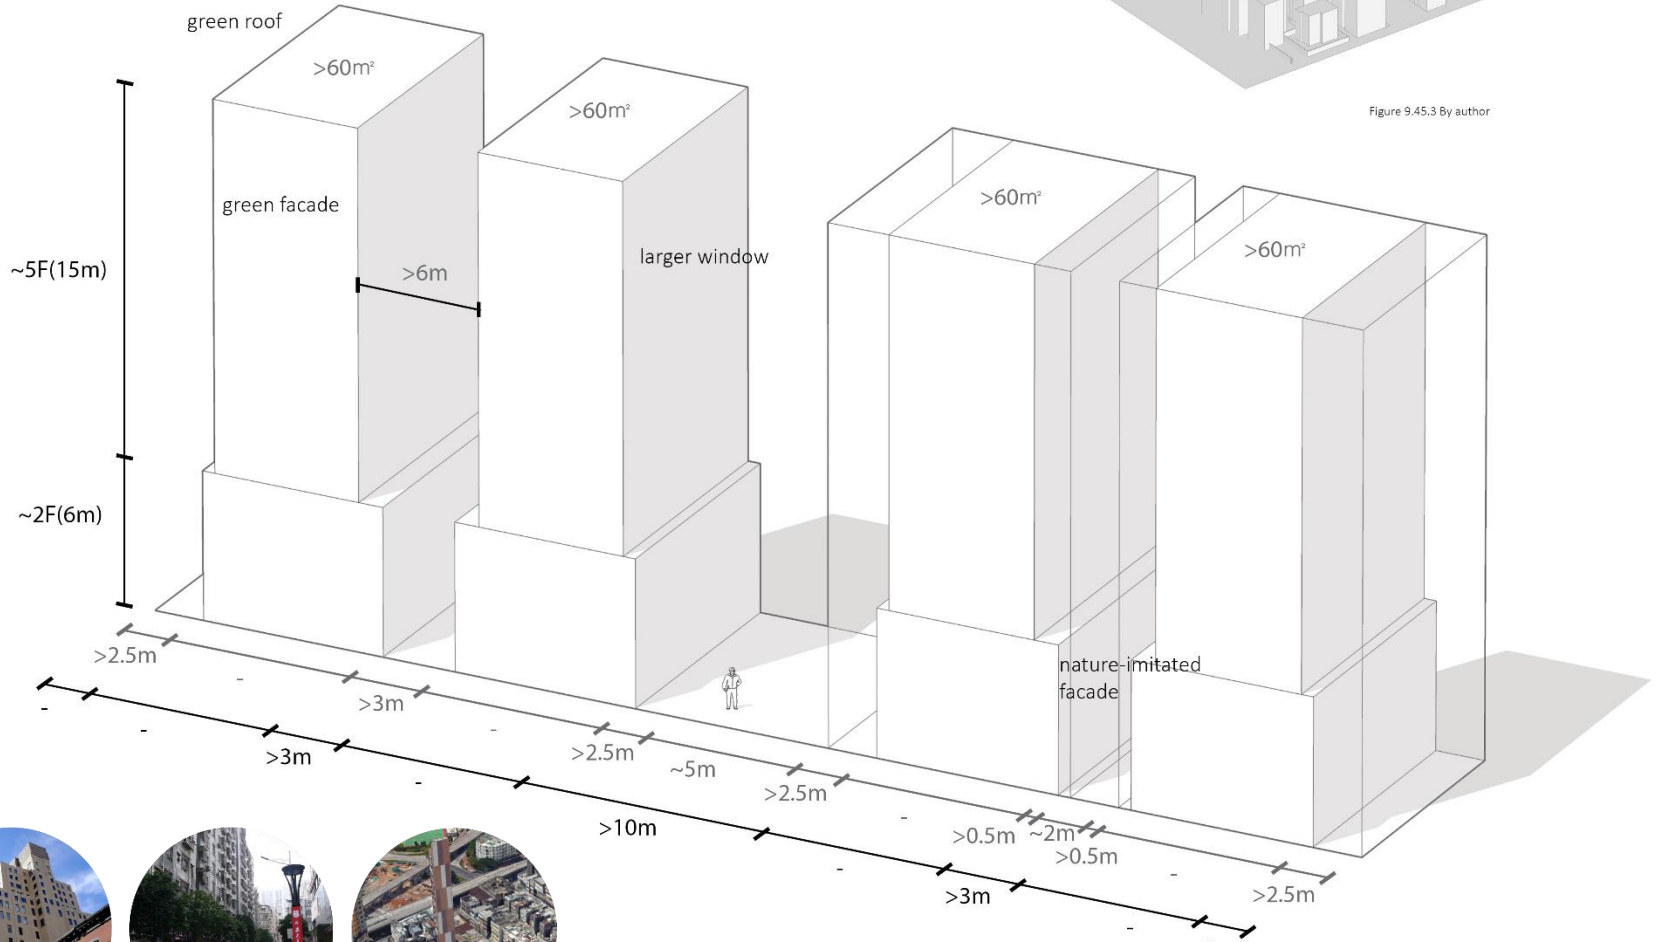 green roof
>60m²
>60m²
Figure 9.45.3 By author
>60m²
green facade
>60m²
larger window
~5F(15m)
>6m
~2F(6m)
nature-imitated
facade
>2.5m
-
>3m
-
>2.5m
~5m
>2.5m
-
>0.5m
~2m
>0.5m
-
>2.5m
-
-
>3m
-
>10m
-
>3m
-